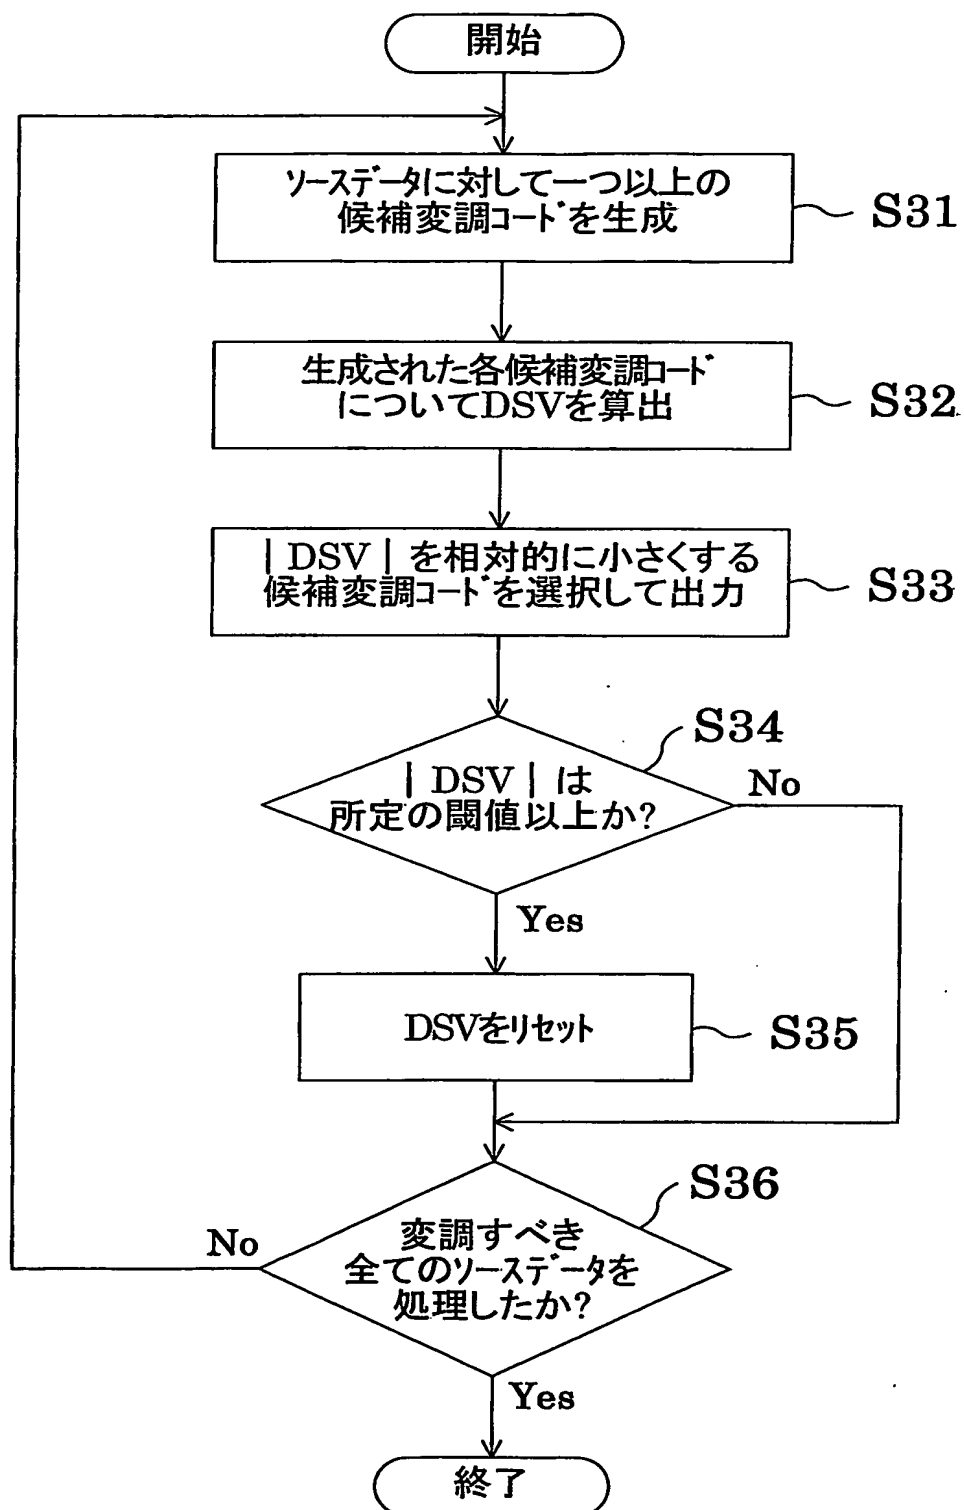 開始
ソースデータに対して一つ以上の
候補変調コードを生成
S31
生成された各候補変調コード
についてDSVを算出
S32
｜DSV｜を相対的に小さくする
候補変調コードを選択して出力
S33
S34
｜DSV｜は
所定の閾値以上か?
No
Yes
DSVをリセット
S35
S36
変調すべき
全てのソースデータを
処理したか?
No
Yes
終了